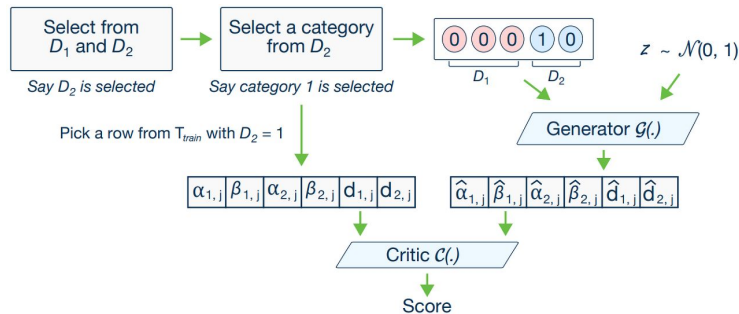 Select from
D₁ and D₂
Select a category
from D₂
0 0 0 1 0
D₁ D₂
z ~ 𝒩(0, 1)
Say D₂ is selected
Say category 1 is selected
Pick a row from T_train with D₂ = 1
Generator 𝒢(.)
α₁,ⱼ β₁,ⱼ α₂,ⱼ β₂,ⱼ d₁,ⱼ d₂,ⱼ
α̂₁,ⱼ β̂₁,ⱼ α̂₂,ⱼ β̂₂,ⱼ d̂₁,ⱼ d̂₂,ⱼ
Critic 𝒞(.)
Score